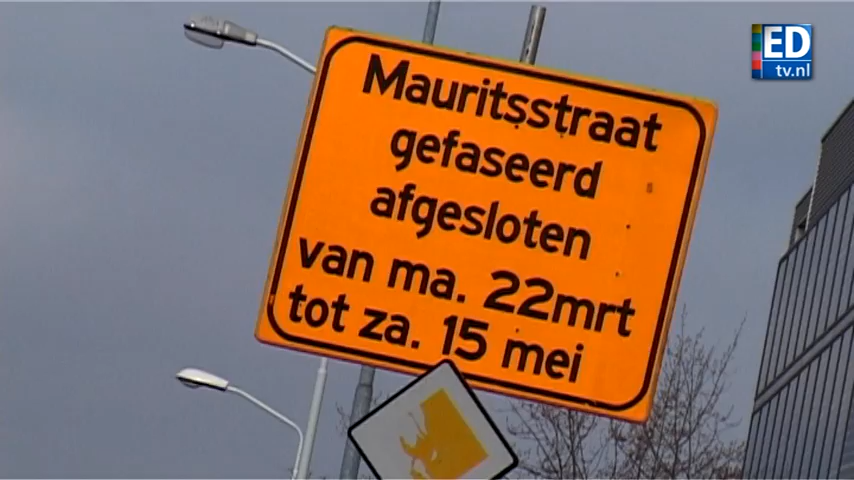 Mauritsstraat
gefaseerd
afgesloten
van ma. 22mrt
tot za. 15 mei
ED
tv.nl